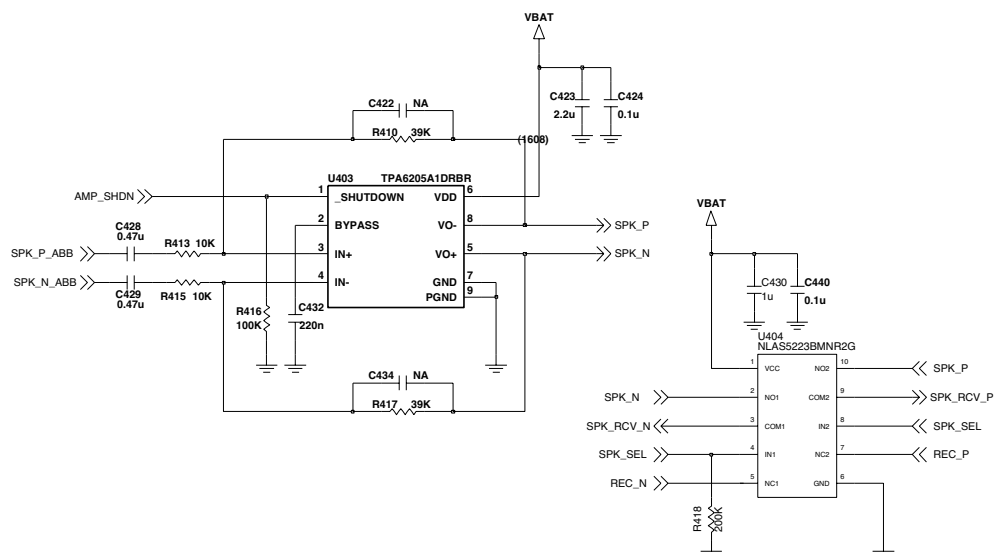 VBAT
C423
2.2u
C424
0.1u
C422 NA
R410 39K
(1608)
U403 TPA6205A1DRBR
AMP_SHDN
1 _SHUTDOWN VDD 6
2 BYPASS VO- 8
SPK_P
C428
0.47u
SPK_P_ABB
R413 10K
3 IN+ VO+ 5
SPK_N
SPK_N_ABB
4 IN- GND 7
PGND 9
C429
0.47u
R415 10K
R416
100K
C432
220n
C434 NA
R417 39K
VBAT
C430
1u
C440
0.1u
U404
NLAS5223BMNR2G
1 VCC NO2 10
SPK_P
SPK_N
2 NO1 COM2 9
SPK_RCV_P
SPK_RCV_N
3 COM1 IN2 8
SPK_SEL
SPK_SEL
4 IN1 NC2 7
REC_P
REC_N
5 NC1 GND 6
R418
200K